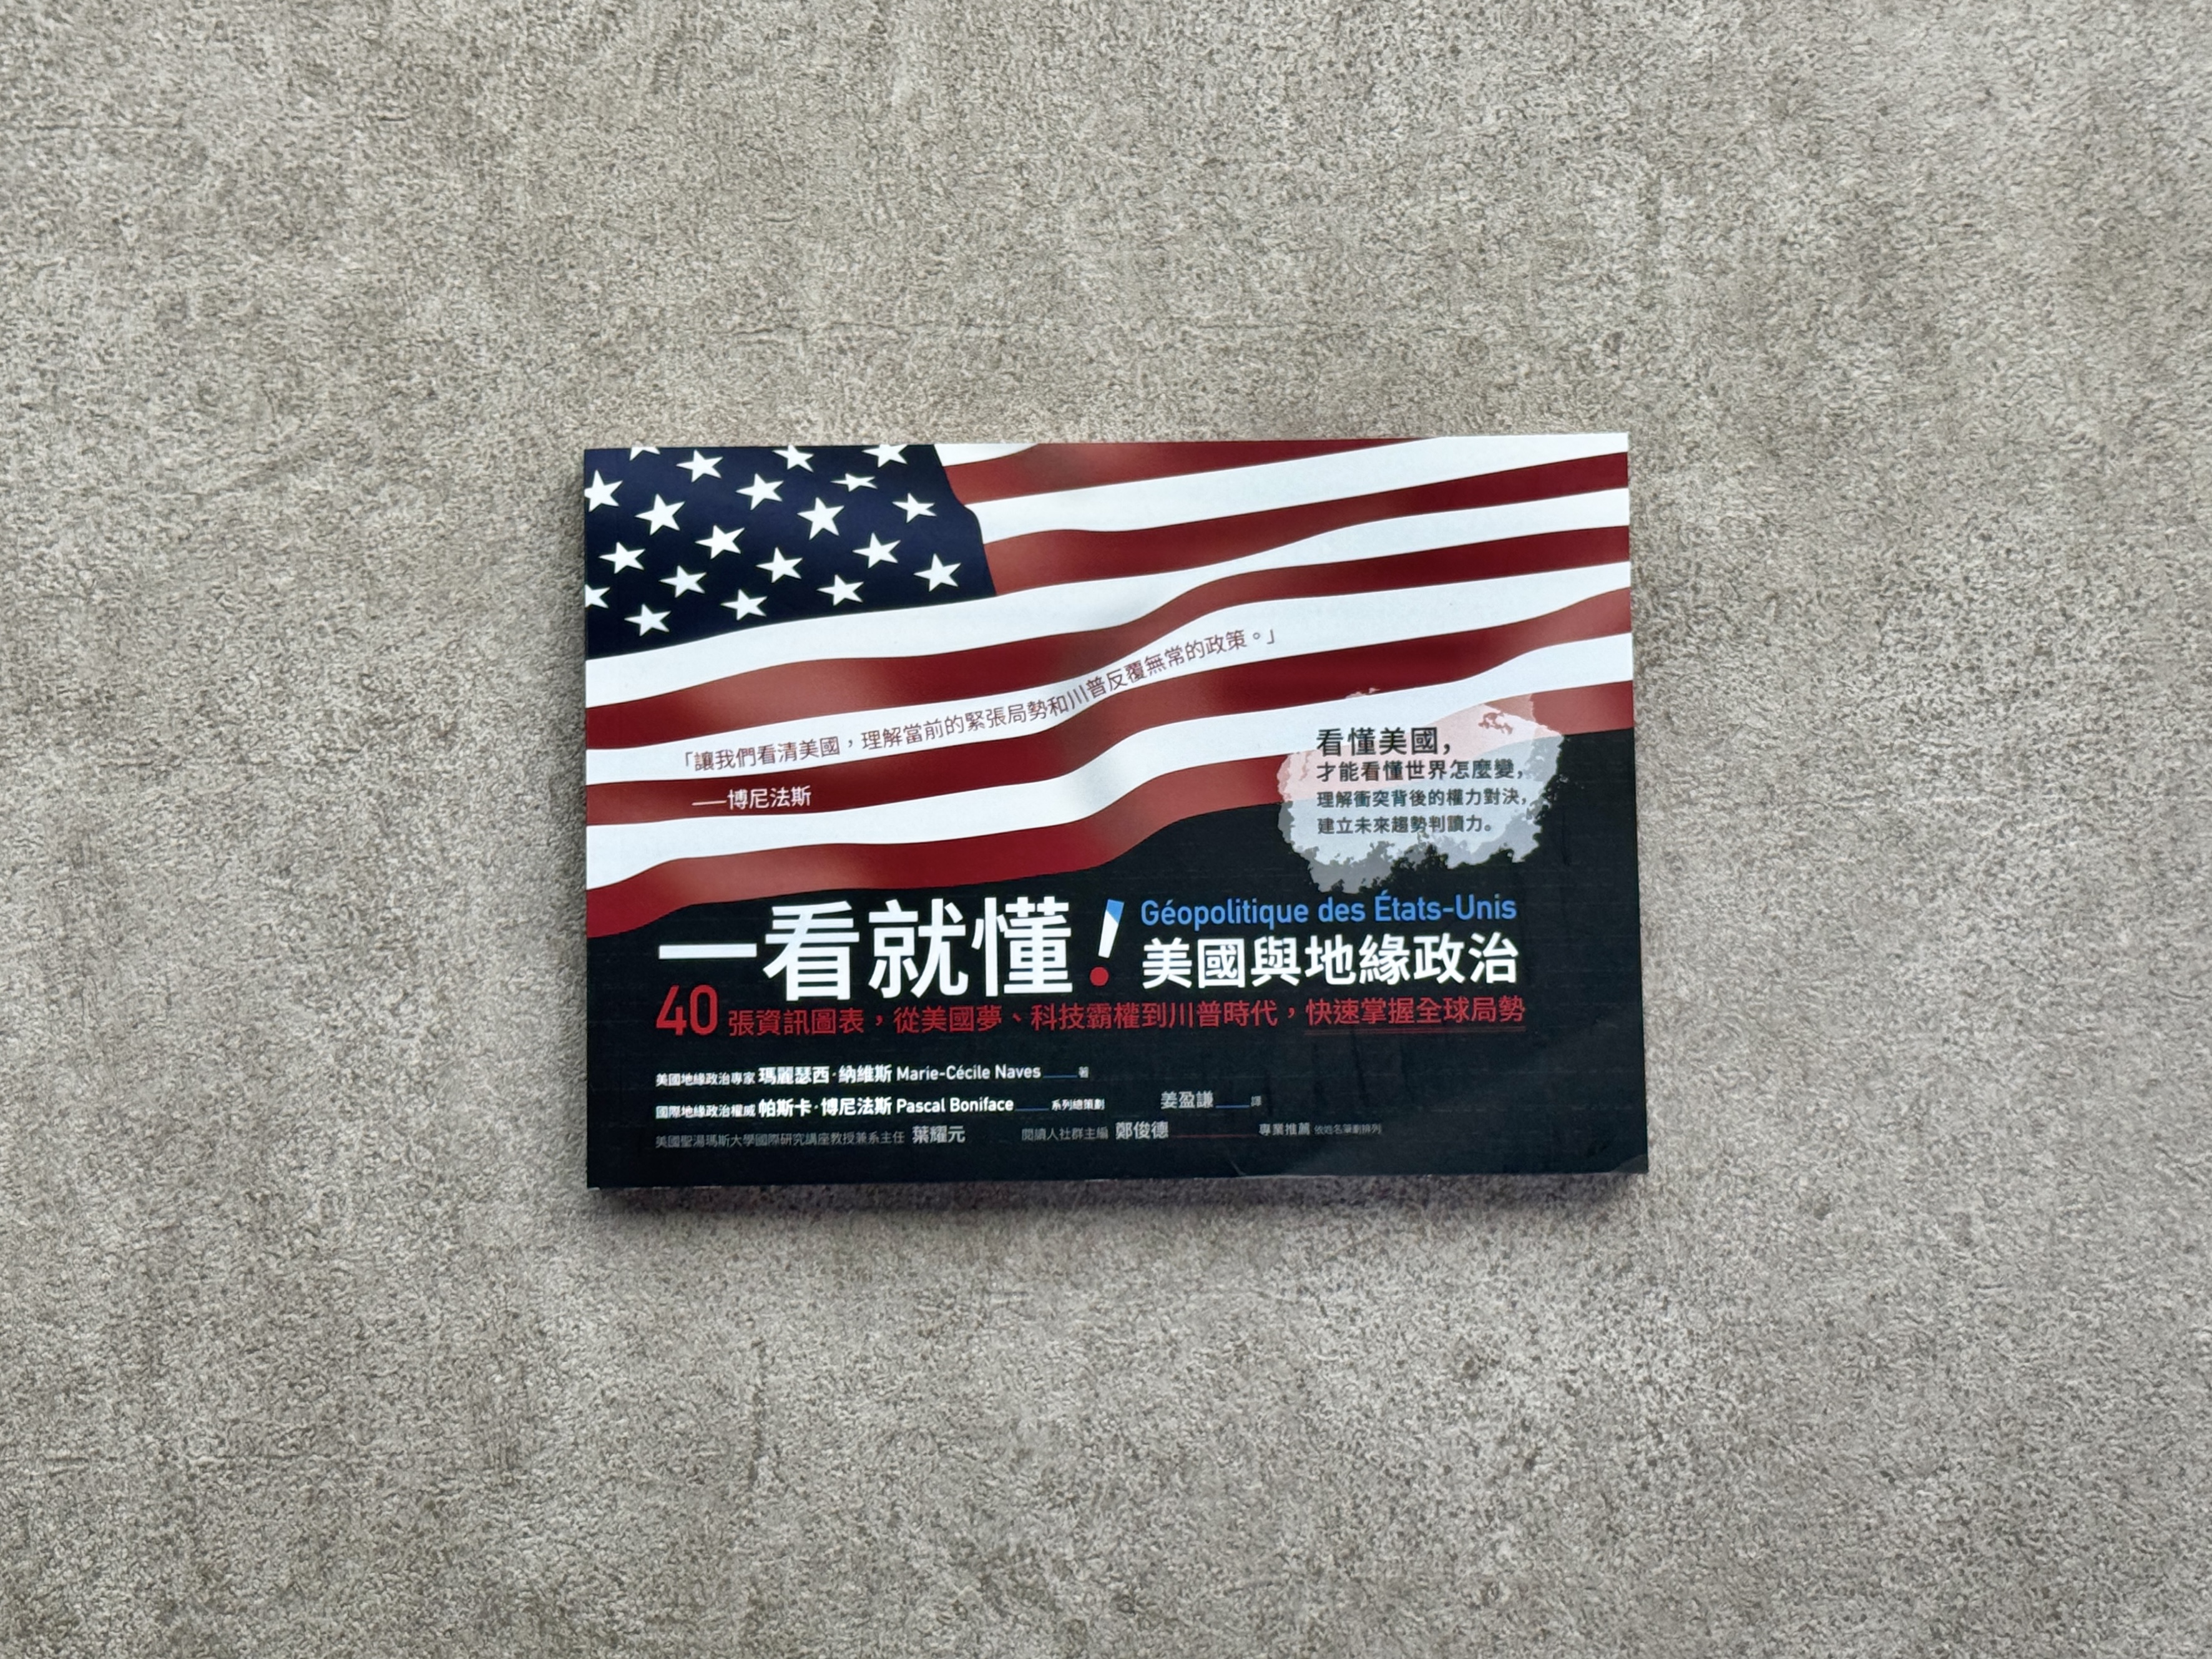 「讓我們看清美國，理解當前的緊張局勢和川普反覆無常的政策。」
——博尼法斯
看懂美國，
才能看懂世界怎麼變，
理解衝突背後的權力對決，
建立未來趨勢判讀力。
一看就懂！
Géopolitique des États-Unis
美國與地緣政治
40張資訊圖表，從美國夢、科技霸權到川普時代，快速掌握全球局勢
美國地緣政治專家 瑪麗瑟西·納維斯 Marie-Cécile Naves 著
國際地緣政治權威 帕斯卡·博尼法斯 Pascal Boniface 系列總策劃 姜盈謙 譯
美國聖湯瑪斯大學國際研究講座教授兼系主任 葉耀元 閱讀人社群主編 鄭俊德 專業推薦 依姓名筆劃排列